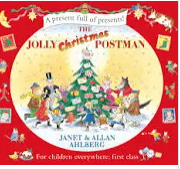 A present full of presents!
THE
JOLLY Christmas
POSTMAN
JANET & ALLAN
AHLBERG
For children everywhere; first class